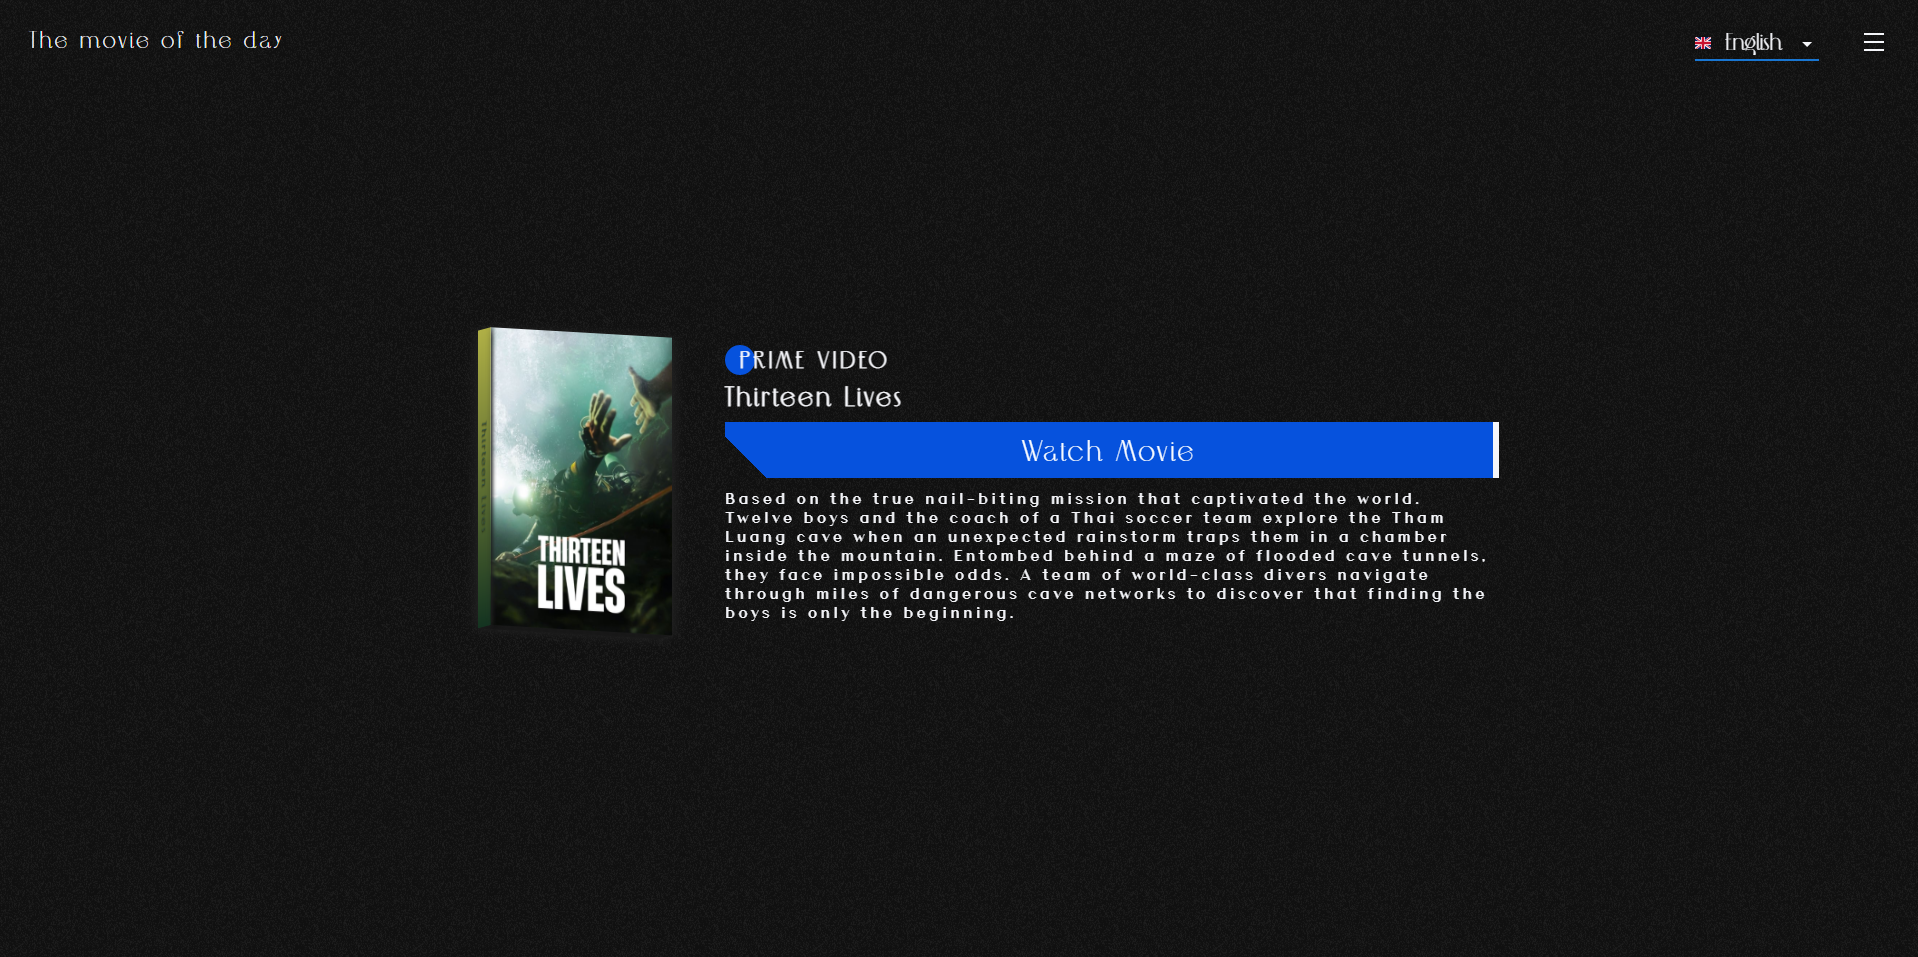 The movie of the day
English
PRIME VIDEO
Thirteen Lives
Watch Movie
Based on the true nail-biting mission that captivated the world.
Twelve boys and the coach of a Thai soccer team explore the Tham
Luang cave when an unexpected rainstorm traps them in a chamber
inside the mountain. Entombed behind a maze of flooded cave tunnels,
they face impossible odds. A team of world-class divers navigate
through miles of dangerous cave networks to discover that finding the
boys is only the beginning.
Thirteen Lives
THIRTEEN
LIVES